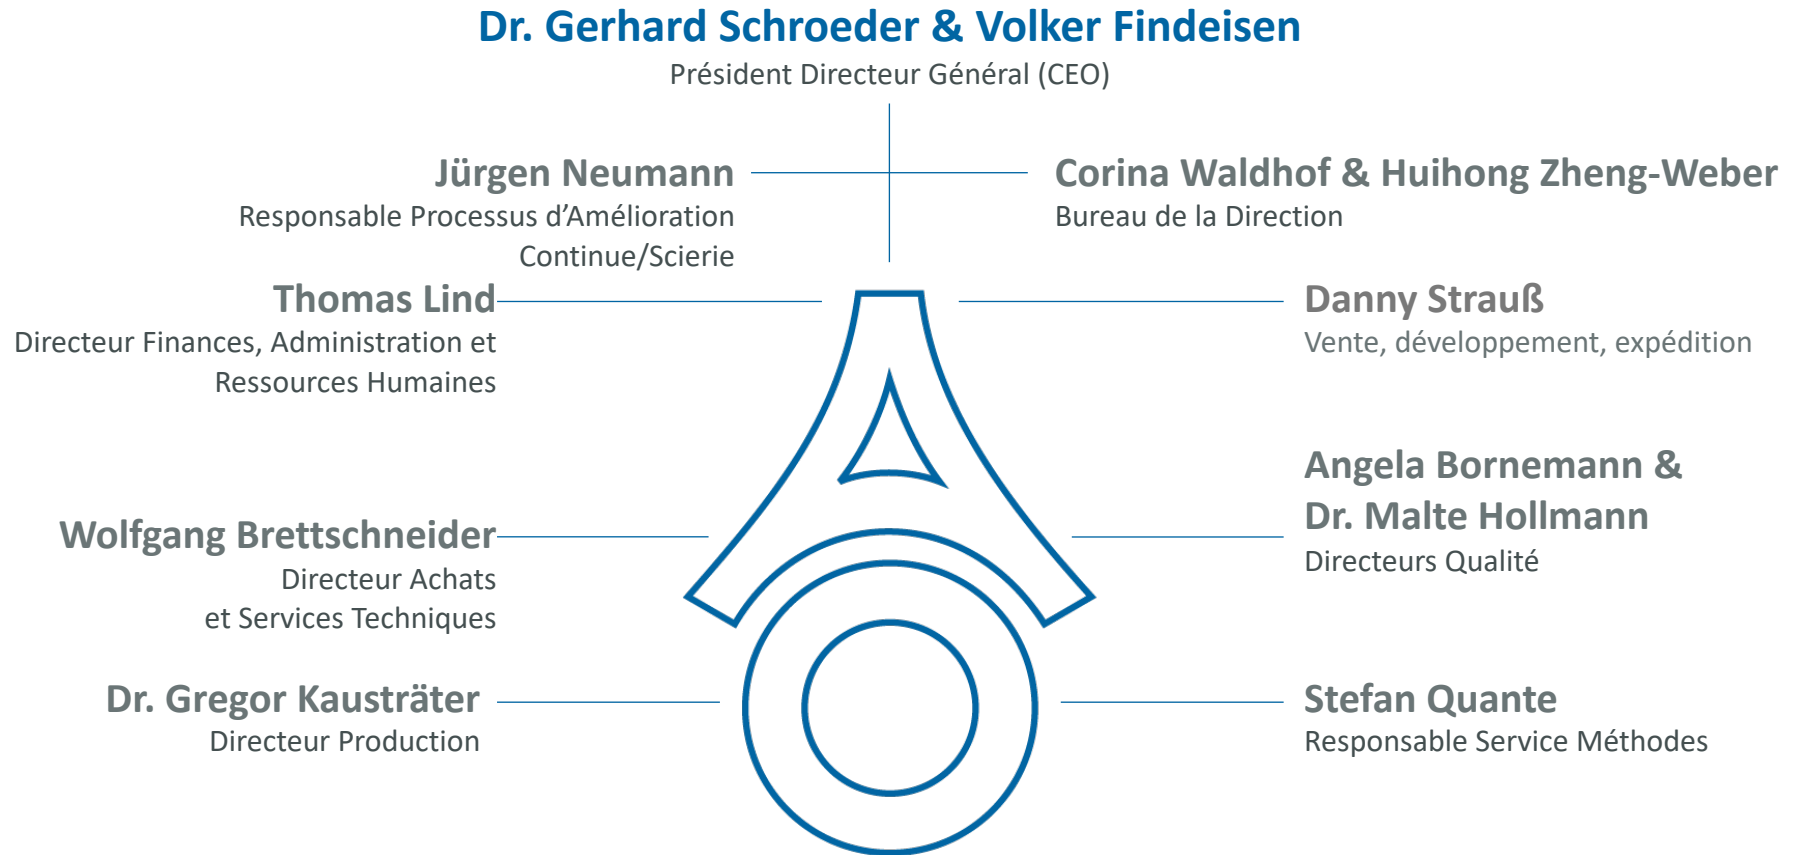 Dr. Gerhard Schroeder & Volker Findeisen
Président Directeur Général (CEO)
Jürgen Neumann
Responsable Processus d’Amélioration
Continue/Scierie
Corina Waldhof & Huihong Zheng-Weber
Bureau de la Direction
Thomas Lind
Directeur Finances, Administration et
Ressources Humaines
Danny Strauß
Vente, développement, expédition
Wolfgang Brettschneider
Directeur Achats
et Services Techniques
Angela Bornemann &
Dr. Malte Hollmann
Directeurs Qualité
Dr. Gregor Kausträter
Directeur Production
Stefan Quante
Responsable Service Méthodes